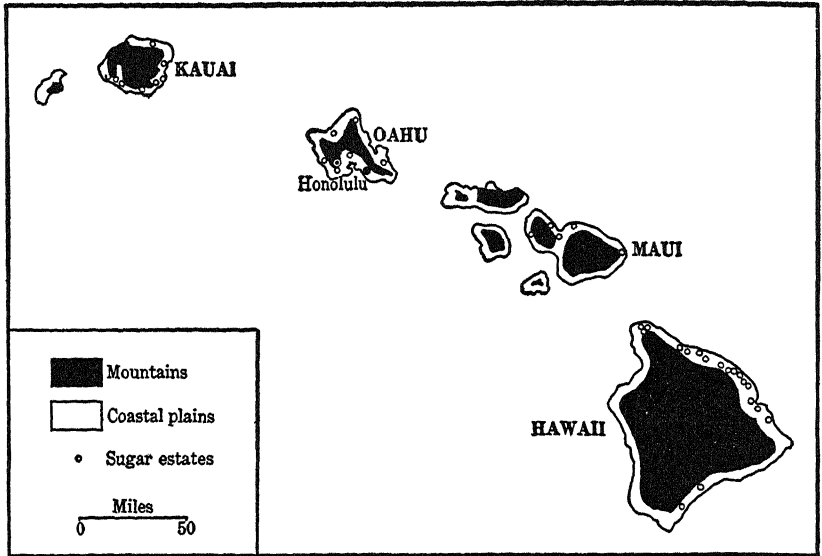 KAUAI
OAHU
Honolulu
MAUI
HAWAII
Mountains
Coastal plains
Sugar estates
Miles
0 50